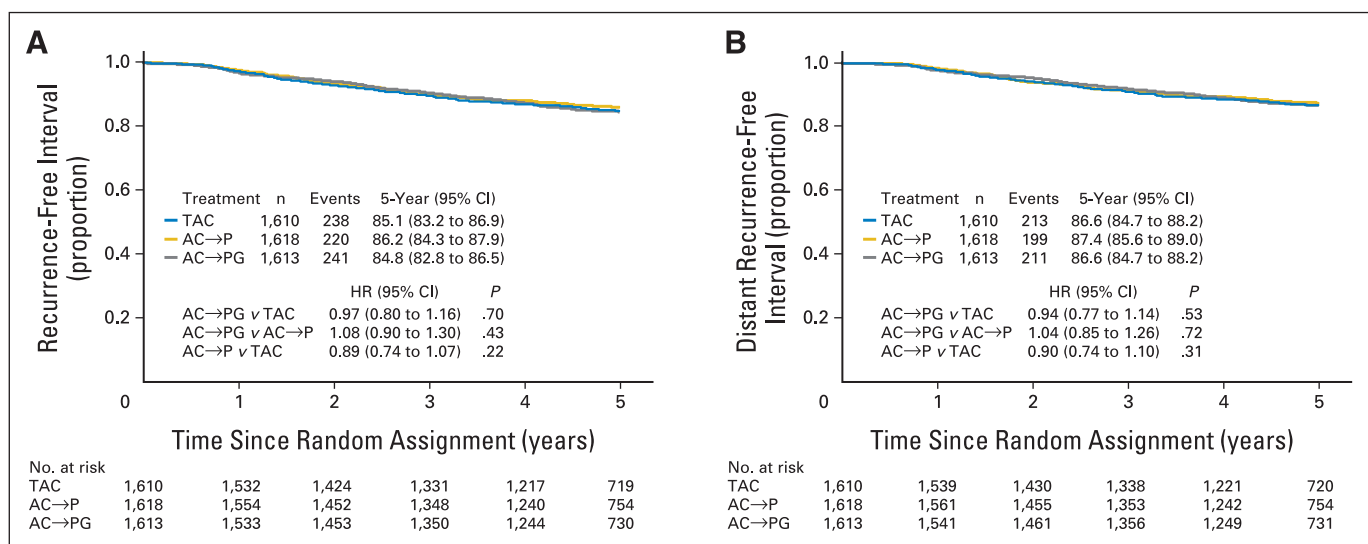 A
Recurrence-Free Interval
(proportion)
1.0
0.8
0.6
0.4
0.2
0
Treatment n Events 5-Year (95% CI)
TAC 1,610 238 85.1 (83.2 to 86.9)
AC→P 1,618 220 86.2 (84.3 to 87.9)
AC→PG 1,613 241 84.8 (82.8 to 86.5)
HR (95% CI) P
AC→PG v TAC 0.97 (0.80 to 1.16) .70
AC→PG v AC→P 1.08 (0.90 to 1.30) .43
AC→P v TAC 0.89 (0.74 to 1.07) .22
1 2 3 4 5
Time Since Random Assignment (years)
No. at risk
TAC 1,610 1,532 1,424 1,331 1,217 719
AC→P 1,618 1,554 1,452 1,348 1,240 754
AC→PG 1,613 1,533 1,453 1,350 1,244 730
B
Distant Recurrence-Free
Interval (proportion)
1.0
0.8
0.6
0.4
0.2
0
Treatment n Events 5-Year (95% CI)
TAC 1,610 213 86.6 (84.7 to 88.2)
AC→P 1,618 199 87.4 (85.6 to 89.0)
AC→PG 1,613 211 86.6 (84.7 to 88.2)
HR (95% CI) P
AC→PG v TAC 0.94 (0.77 to 1.14) .53
AC→PG v AC→P 1.04 (0.85 to 1.26) .72
AC→P v TAC 0.90 (0.74 to 1.10) .31
1 2 3 4 5
Time Since Random Assignment (years)
No. at risk
TAC 1,610 1,539 1,430 1,338 1,221 720
AC→P 1,618 1,561 1,455 1,353 1,242 754
AC→PG 1,613 1,541 1,461 1,356 1,249 731